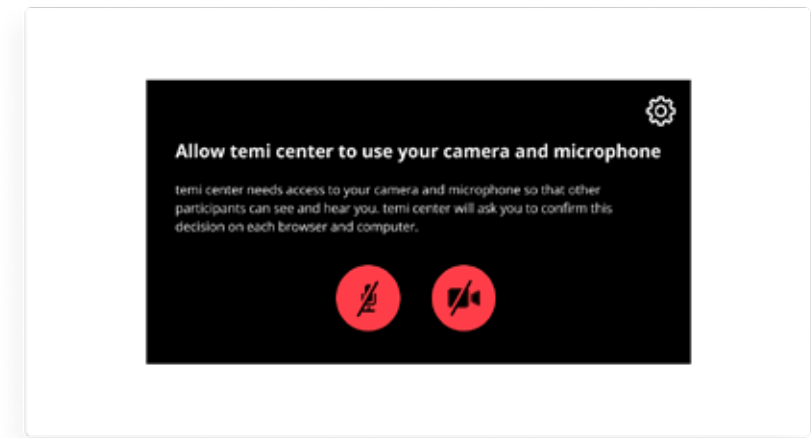 Allow temi center to use your camera and microphone
temi center needs access to your camera and microphone so that other
participants can see and hear you. temi center will ask you to confirm this
decision on each browser and computer.